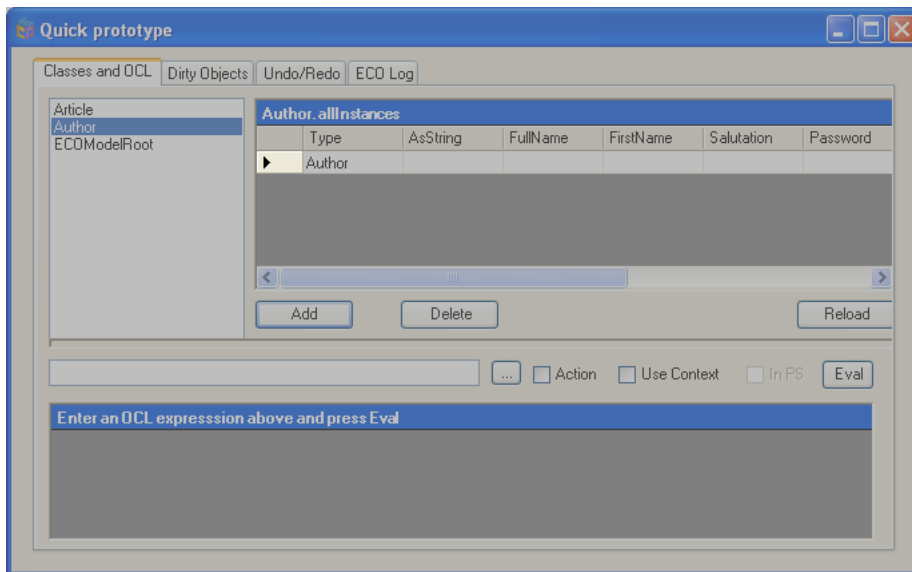 Quick prototype
Classes and OCL Dirty Objects Undo/Redo ECO Log
Article
Author
ECOModelRoot
Author.allInstances
Type AsString FullName FirstName Salutation Password
Author
Add Delete Reload
... Action Use Context In PS Eval
Enter an OCL expresssion above and press Eval